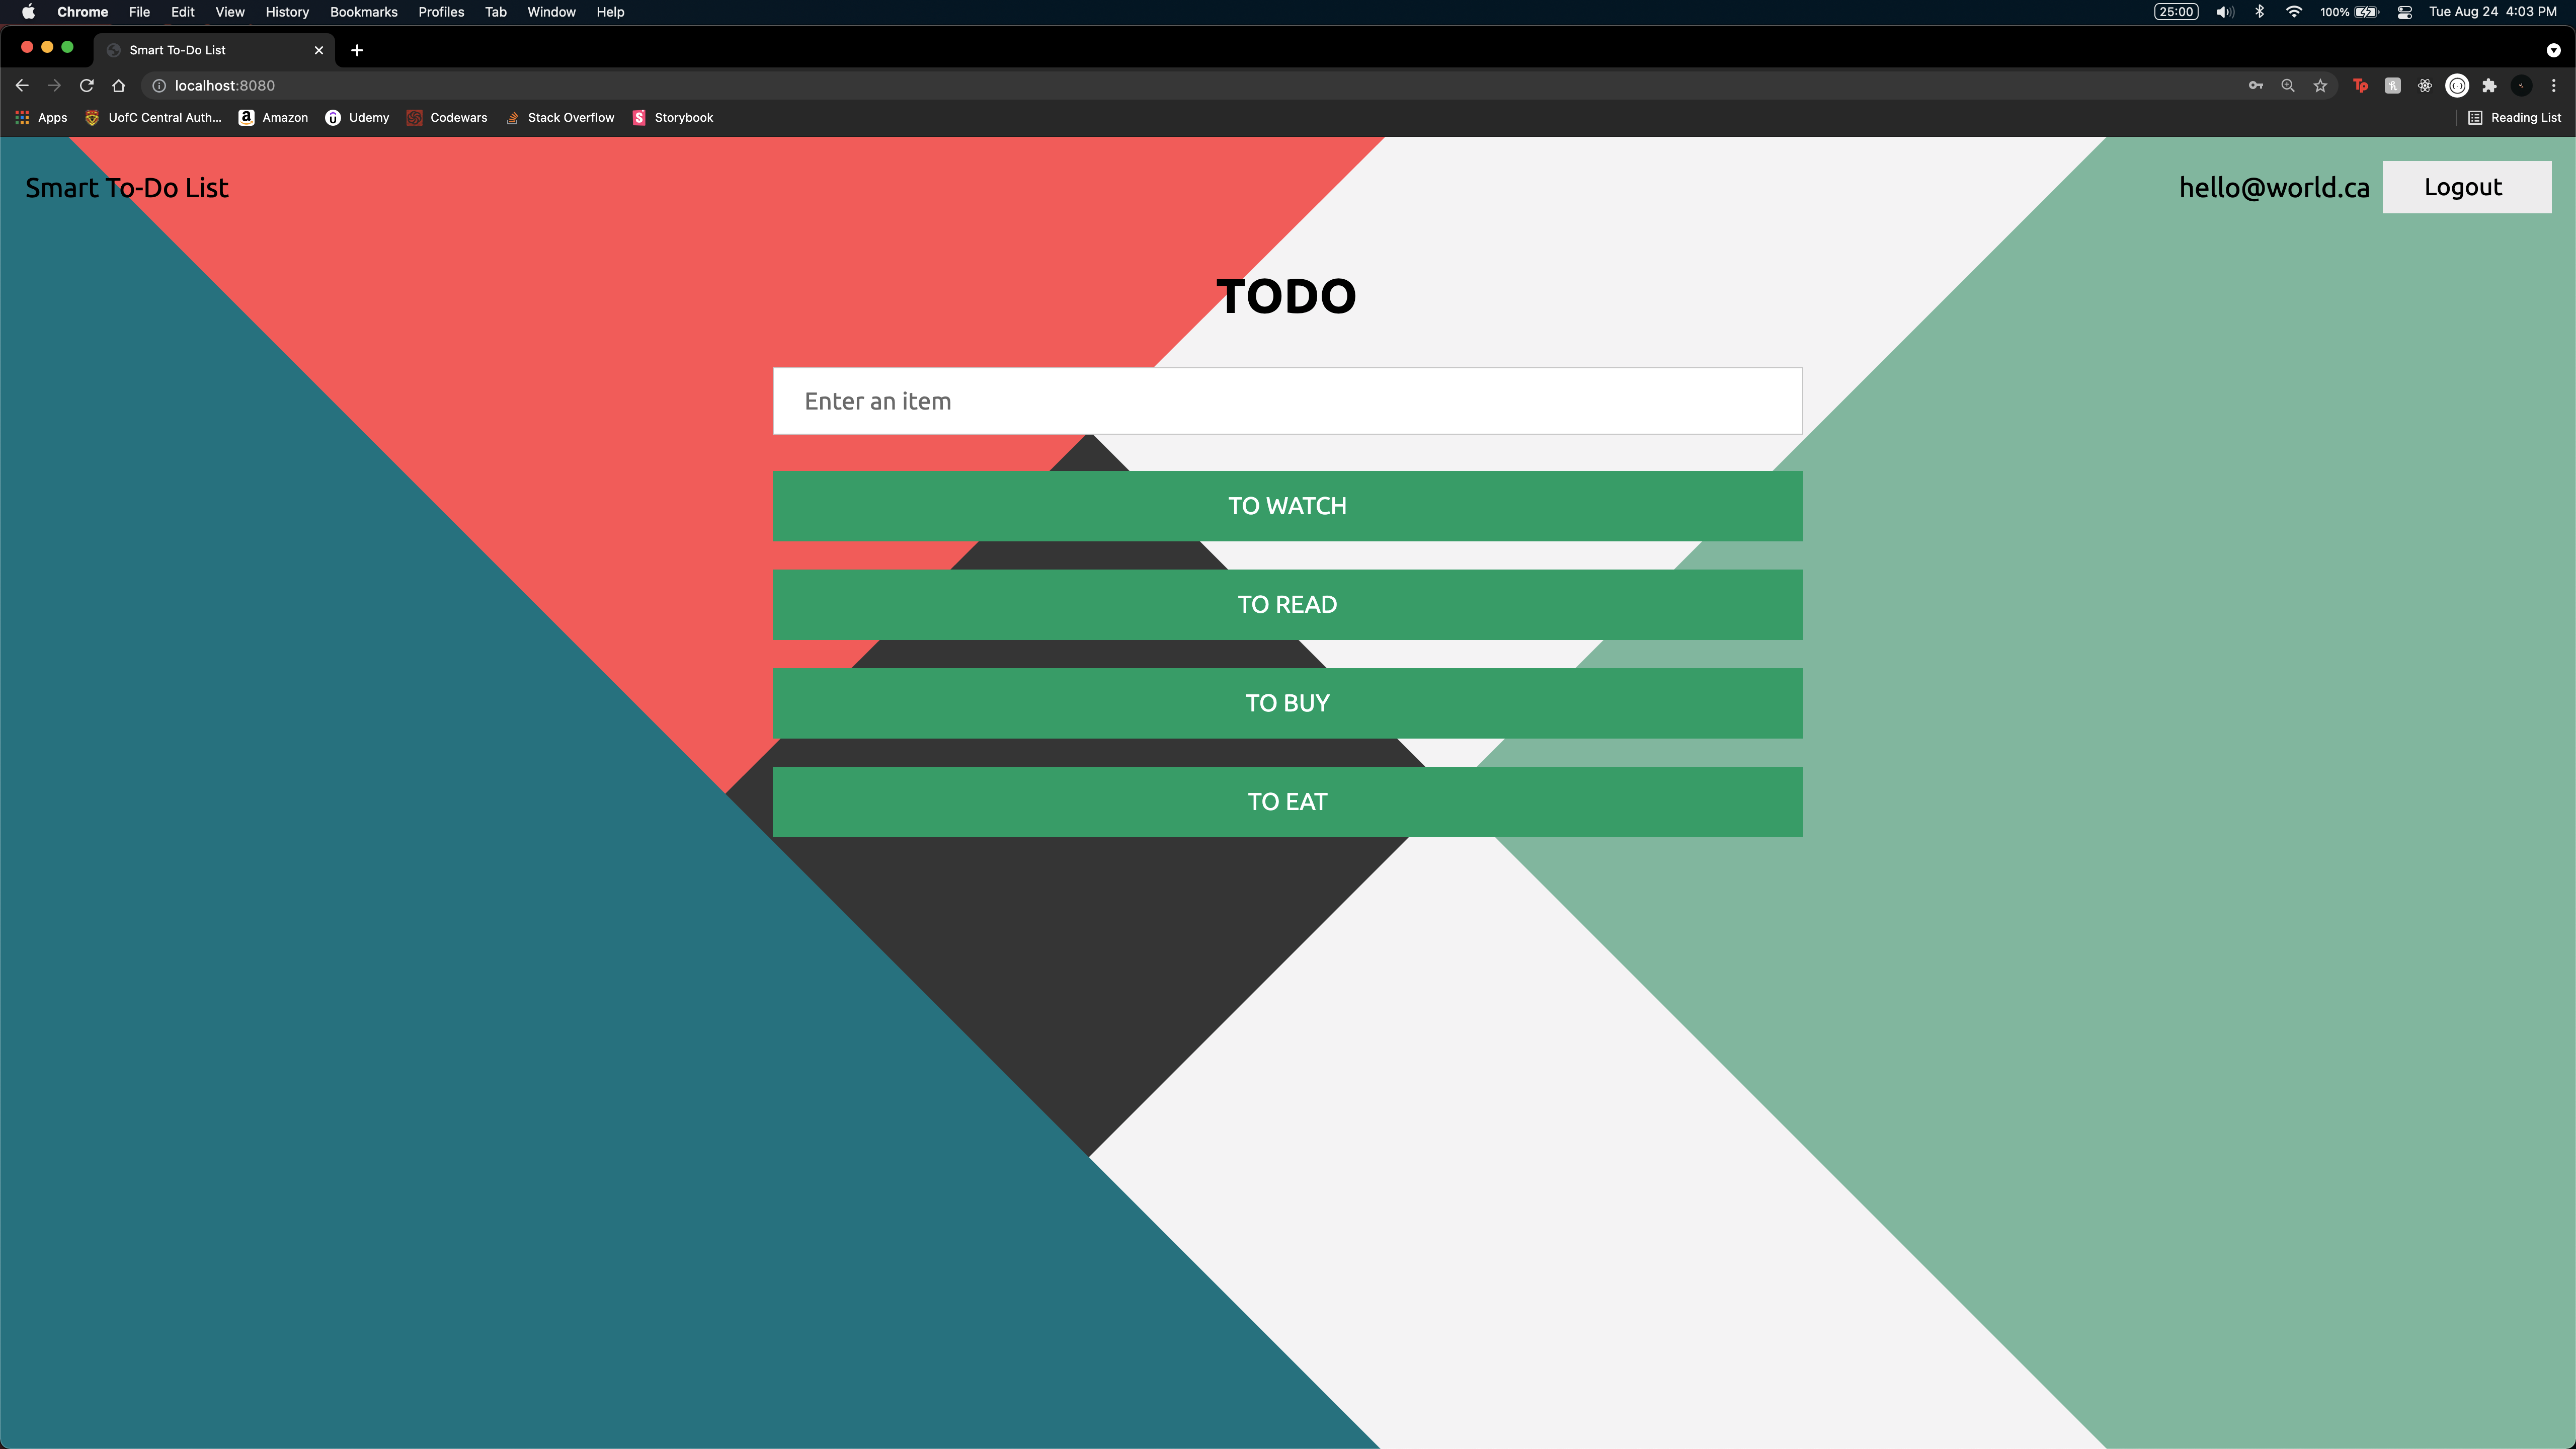 Chrome File Edit View History Bookmarks Profiles Tab Window Help 25:00 100% Tue Aug 24 4:03 PM
Smart To-Do List
localhost:8080
Apps UofC Central Auth... Amazon Udemy Codewars Stack Overflow Storybook Reading List
Smart To-Do List hello@world.ca Logout
TODO
Enter an item
TO WATCH
TO READ
TO BUY
TO EAT